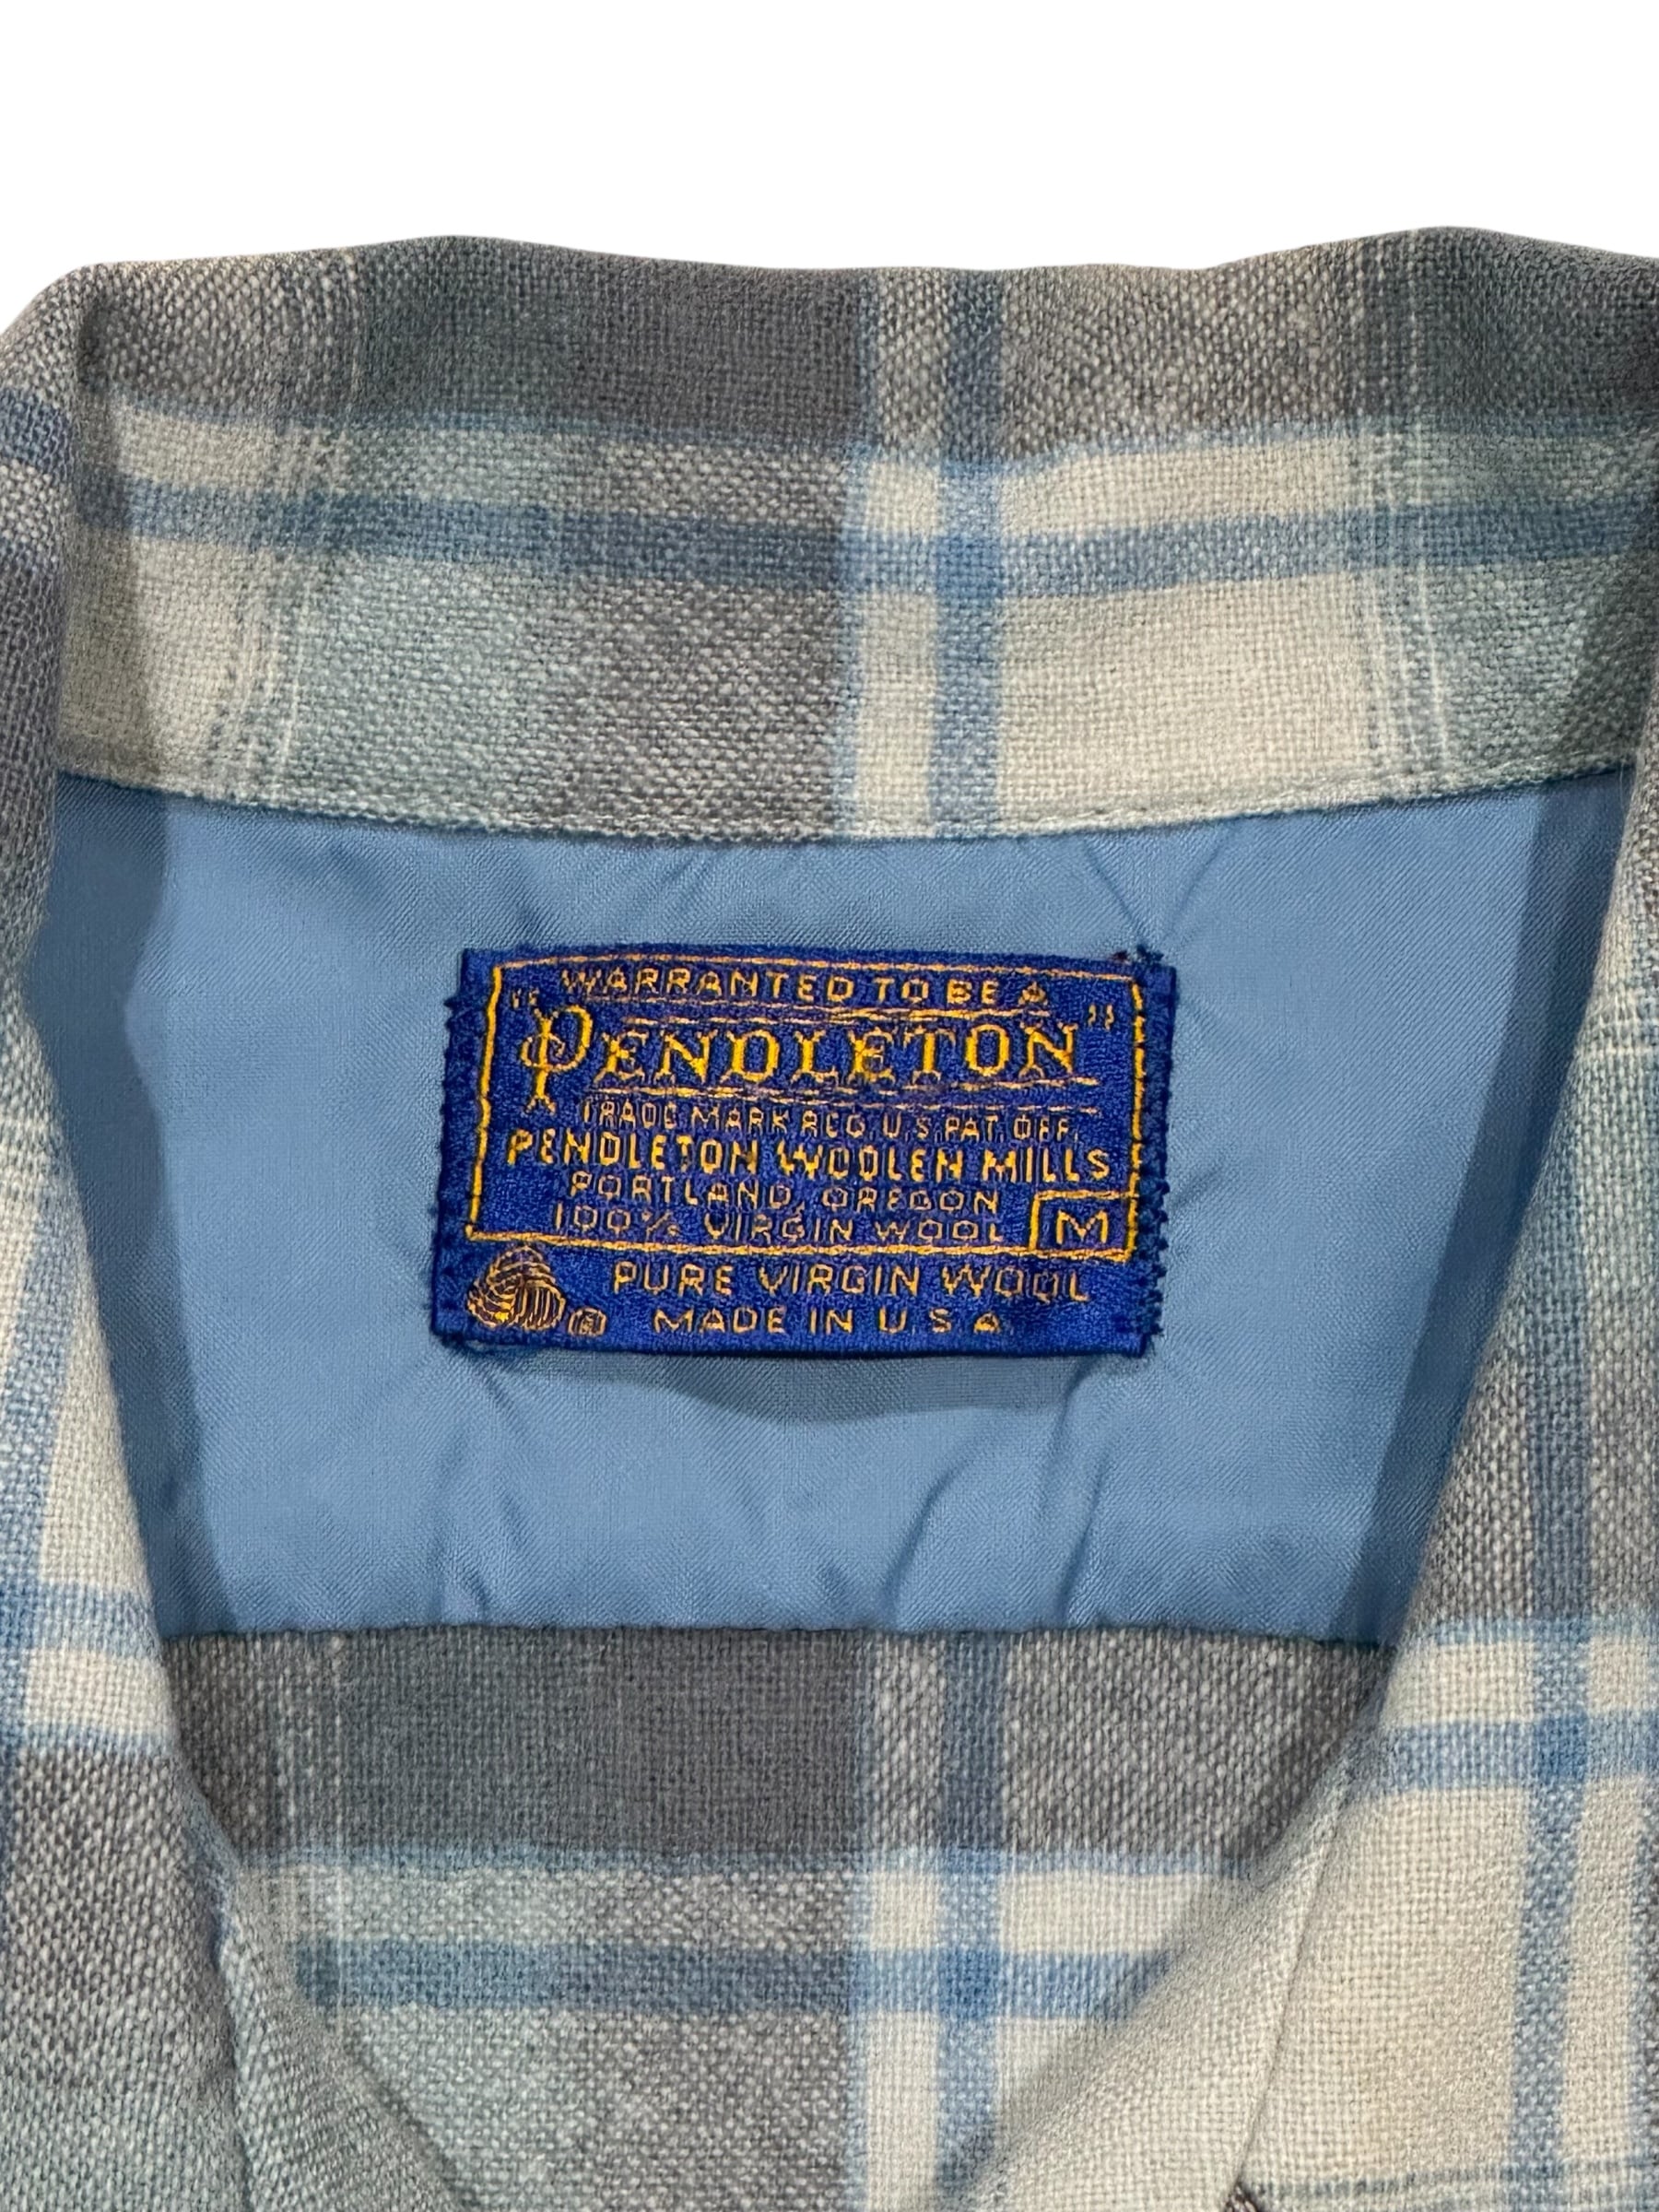 WARRANTED TO BE A
"PENDLETON"
TRADE MARK REG. U.S. PAT. OFF.
PENDLETON WOOLEN MILLS
PORTLAND, OREGON
100% VIRGIN WOOL M
PURE VIRGIN WOOL
® MADE IN U.S.A.